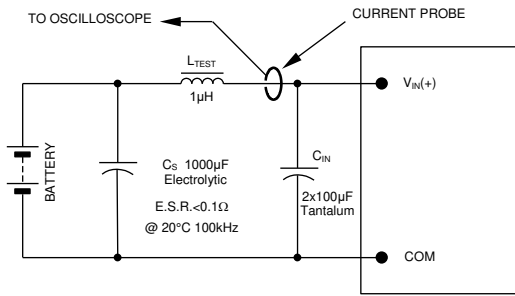 TO OSCILLOSCOPE
CURRENT PROBE
LTEST
1µH
VIN(+)
BATTERY
CS 1000µF
Electrolytic
E.S.R.<0.1Ω
@ 20°C 100kHz
CIN
2x100µF
Tantalum
COM